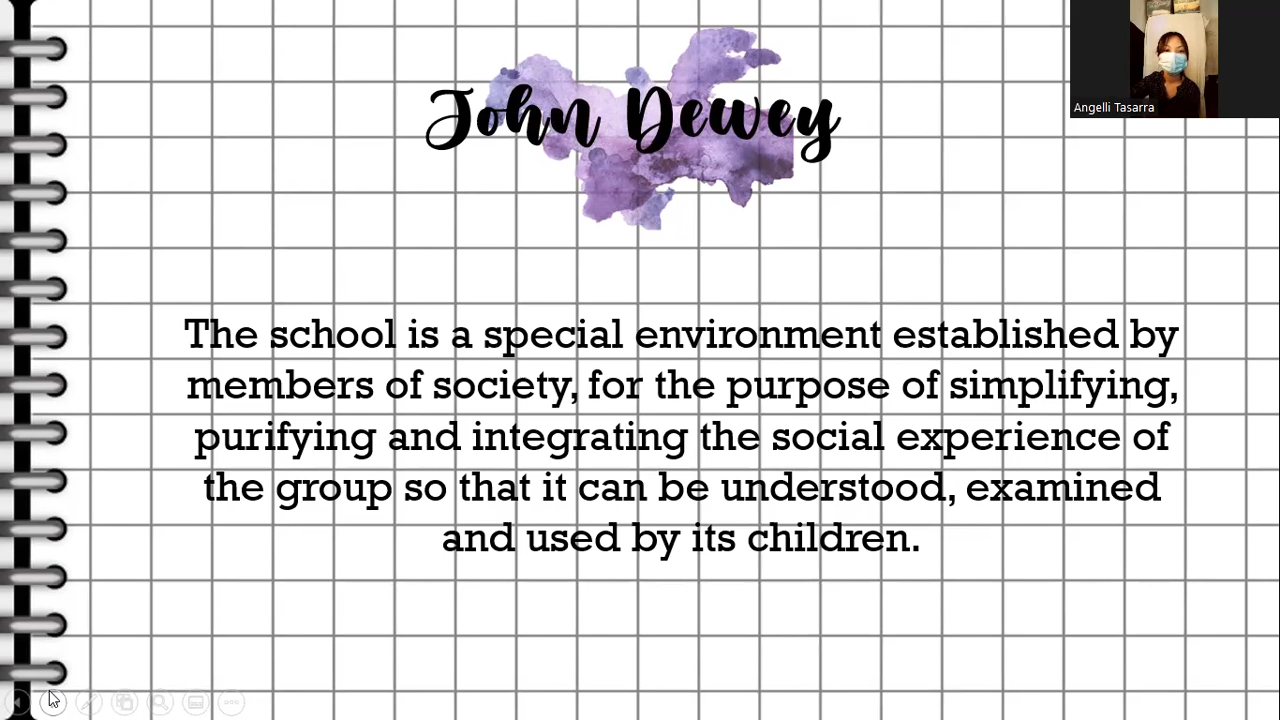 John Dewey
Angelli Tasarra
The school is a special environment established by
members of society, for the purpose of simplifying,
purifying and integrating the social experience of
the group so that it can be understood, examined
and used by its children.